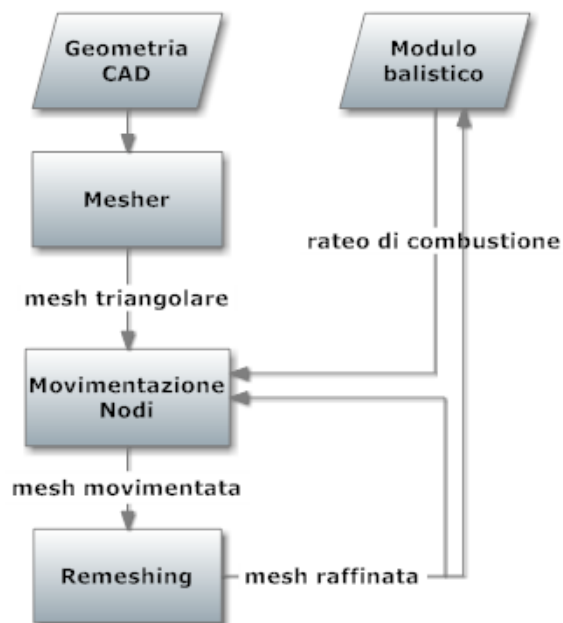 Geometria
CAD
Modulo
balistico
Mesher
rateo di combustione
mesh triangolare
Movimentazione
Nodi
mesh movimentata
Remeshing
mesh raffinata